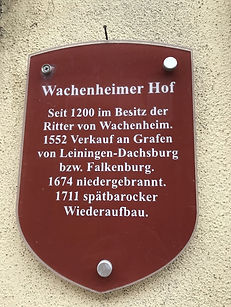 Wachenheimer Hof
Seit 1200 im Besitz der
Ritter von Wachenheim.
1552 Verkauf an Grafen
von Leiningen-Dachsburg
bzw. Falkenburg.
1674 niedergebrannt.
1711 spätbarocker
Wiederaufbau.